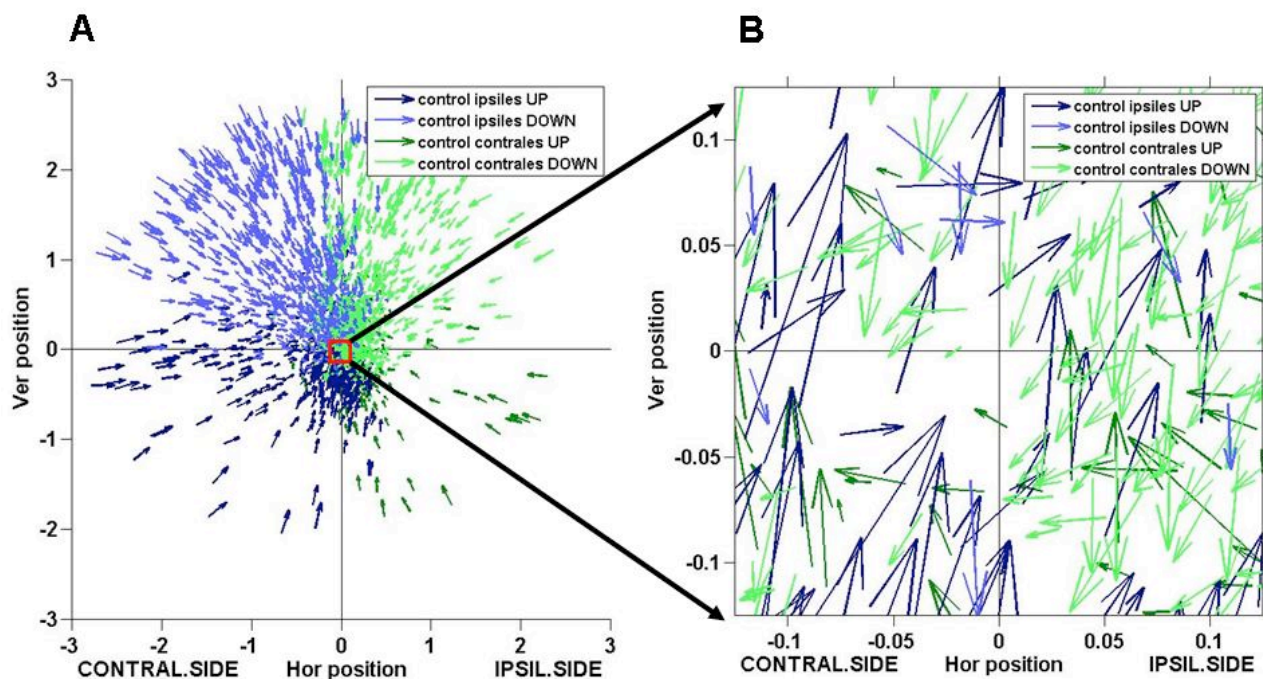 A
3
2
1
0
-1
-2
-3
Ver position
control ipsiles UP
control ipsiles DOWN
control contrales UP
control contrales DOWN
-3
-2
-1
0
1
2
3
CONTRAL.SIDE
Hor position
IPSIL.SIDE
B
0.1
0.05
0
-0.05
-0.1
Ver position
control ipsiles UP
control ipsiles DOWN
control contrales UP
control contrales DOWN
-0.1
-0.05
0
0.05
0.1
CONTRAL.SIDE
Hor position
IPSIL.SIDE